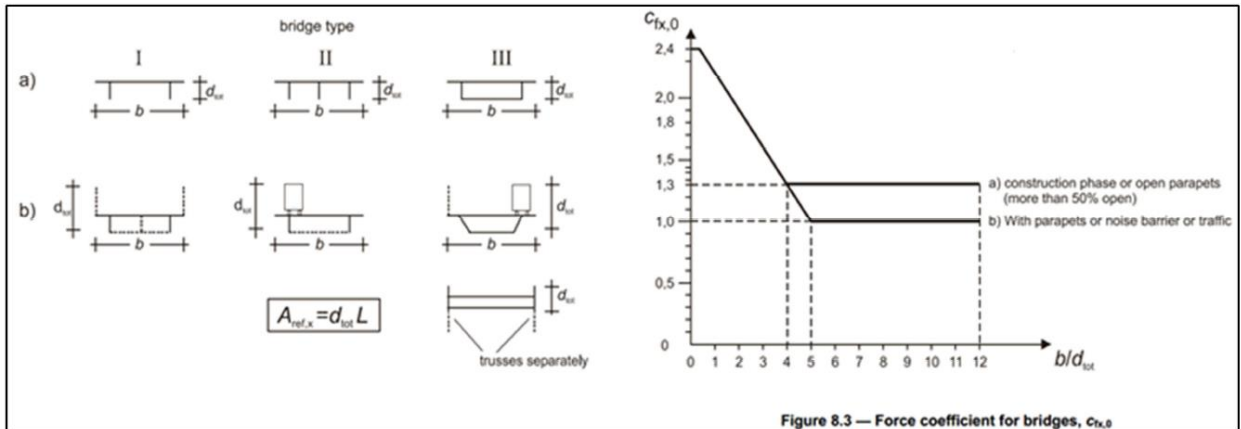 bridge type
I II III
a)
d_tot d_tot d_tot
b b b
b)
d_tot d_tot d_tot
b b b
A_ref,x = d_tot L
d_tot
trusses separately
c_fx,0
2,4
2,0
1,8
1,5
1,3
1,0
0,5
0
0 1 2 3 4 5 6 7 8 9 10 11 12
b/d_tot
a) construction phase or open parapets
(more than 50% open)
b) With parapets or noise barrier or traffic
Figure 8.3 — Force coefficient for bridges, c_fx,0